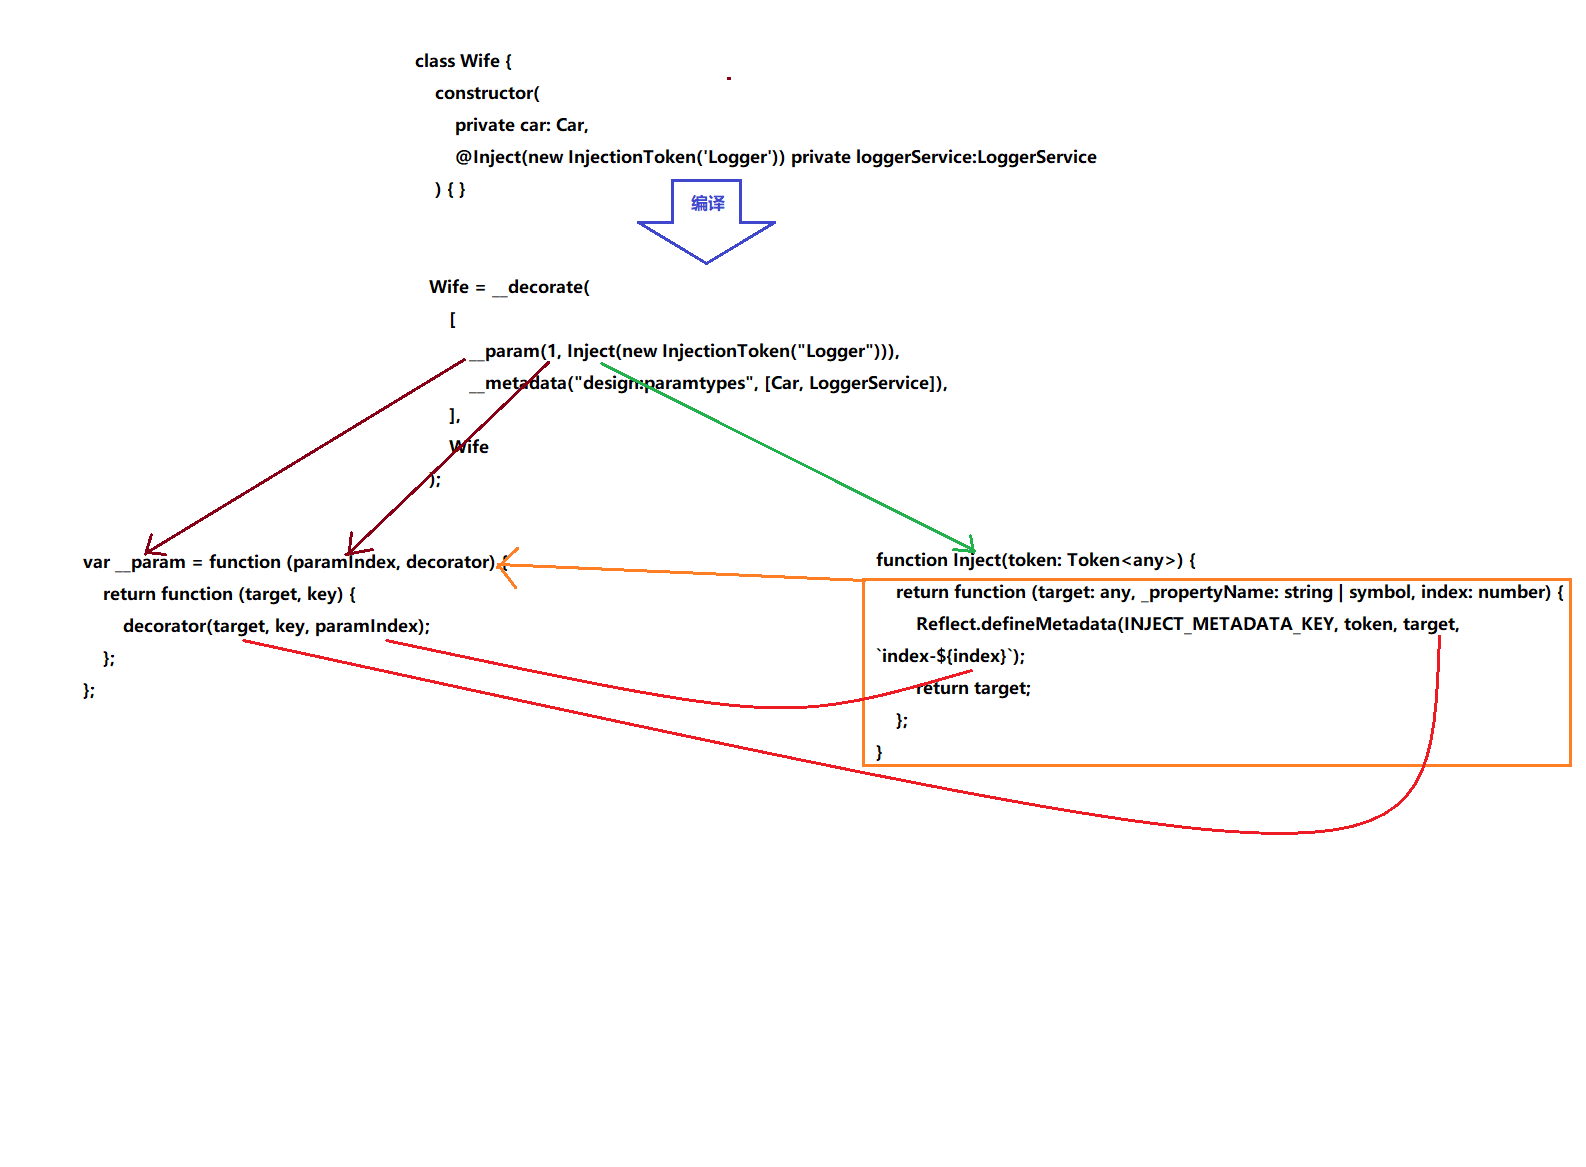 class Wife {
constructor(
private car: Car,
@Inject(new InjectionToken('Logger')) private loggerService:LoggerService
) { }
编译
Wife = __decorate(
[
__param(1, Inject(new InjectionToken("Logger"))),
__metadata("design:paramtypes", [Car, LoggerService]),
],
Wife
);
var __param = function (paramIndex, decorator) {
return function (target, key) {
decorator(target, key, paramIndex);
};
};
function Inject(token: Token<any>) {
return function (target: any, _propertyName: string | symbol, index: number) {
Reflect.defineMetadata(INJECT_METADATA_KEY, token, target,
`index-${index}`);
return target;
};
}